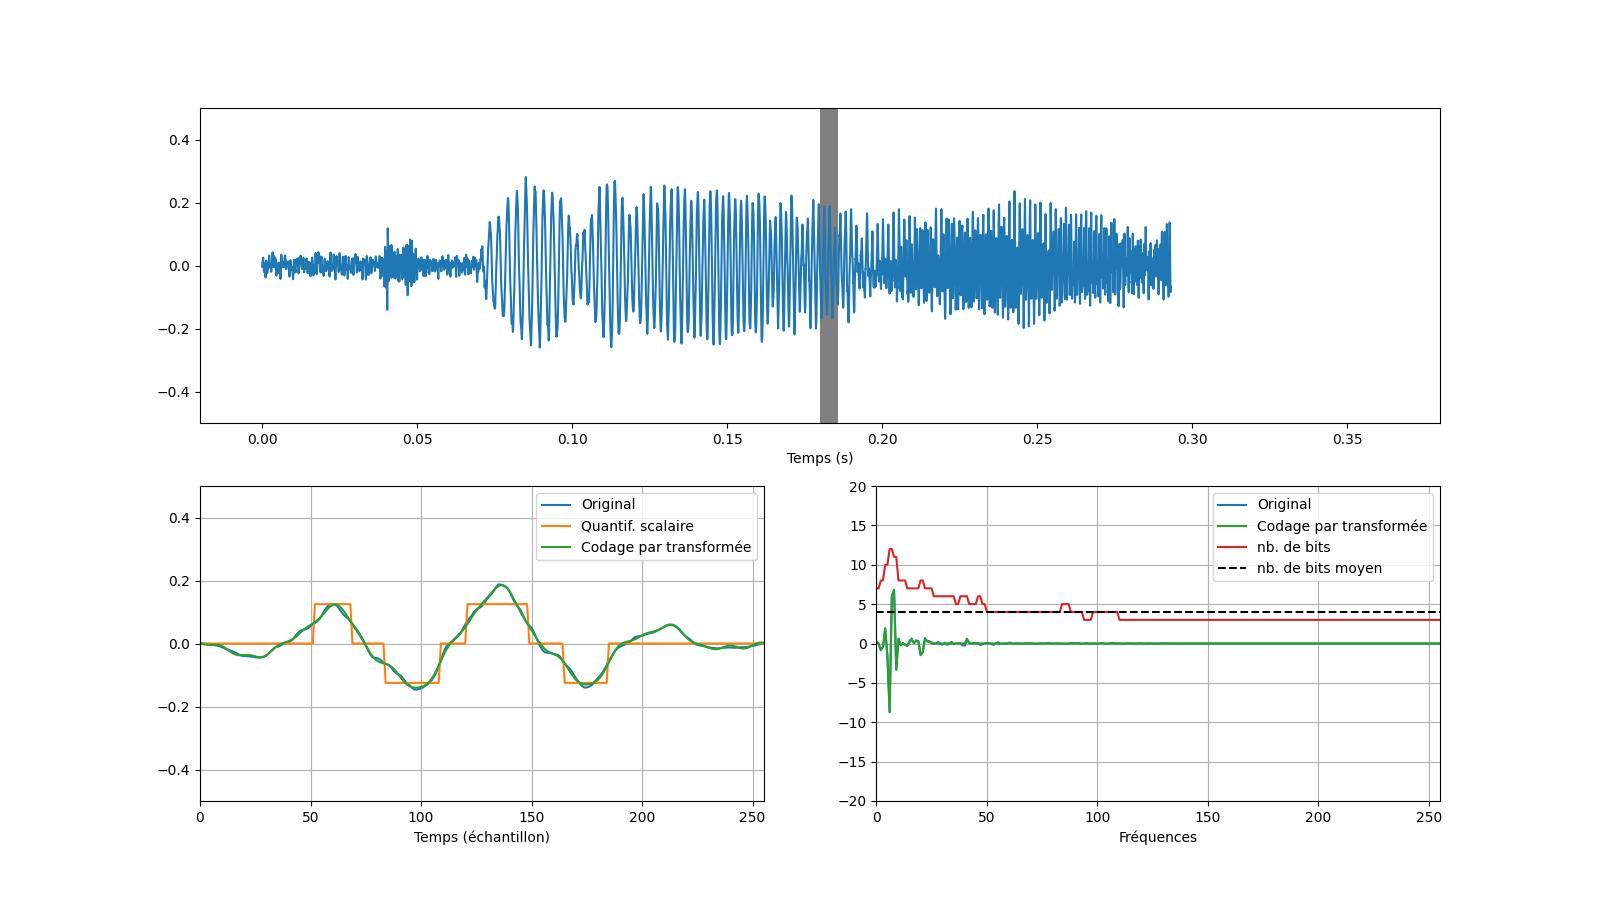 0.4
0.2
0.0
−0.2
−0.4
0.00 0.05 0.10 0.15 0.20 0.25 0.30 0.35
Temps (s)
0.4
0.2
0.0
−0.2
−0.4
0 50 100 150 200 250
Temps (échantillon)
Original
Quantif. scalaire
Codage par transformée
20
15
10
5
0
−5
−10
−15
−20
0 50 100 150 200 250
Fréquences
Original
Codage par transformée
nb. de bits
nb. de bits moyen